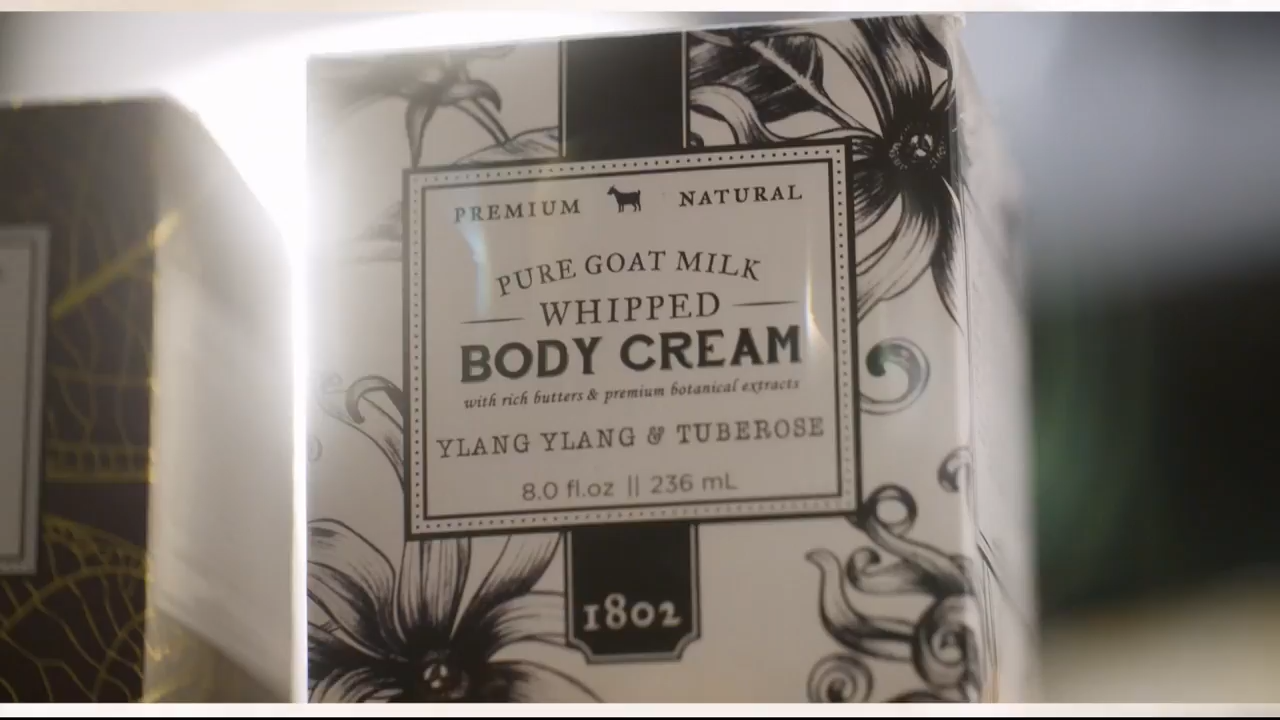 PREMIUM NATURAL
PURE GOAT MILK
WHIPPED
BODY CREAM
with rich butters & premium botanical extracts
YLANG YLANG & TUBEROSE
8.0 fl.oz || 236 mL
1802